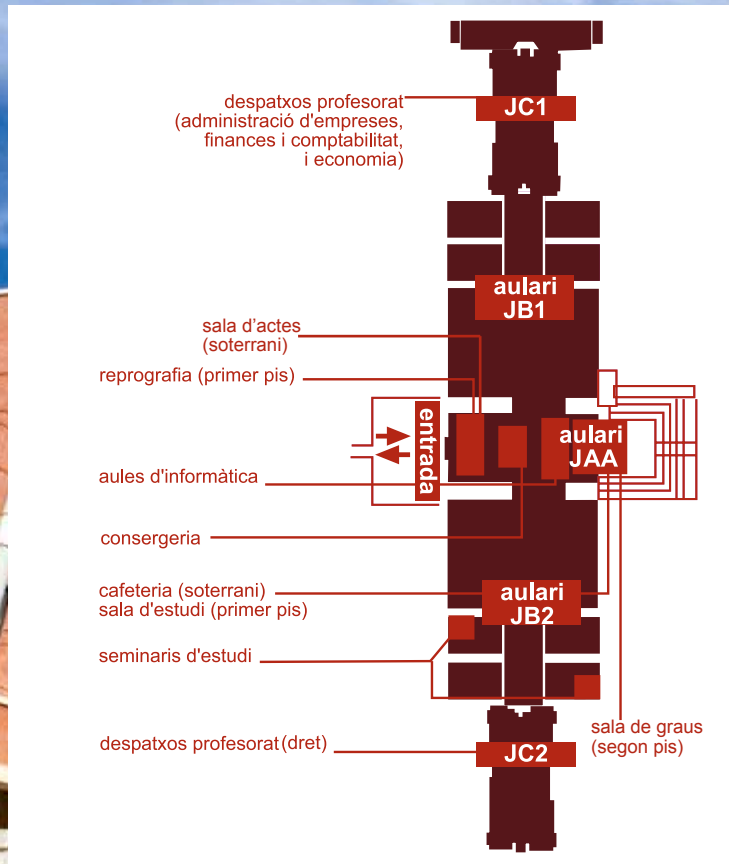 despatxos profesorat
(administració d'empreses,
finances i comptabilitat,
i economia)
JC1
aulari
JB1
sala d'actes
(soterrani)
reprografia (primer pis)
entrada
aulari
JAA
aules d'informàtica
consergeria
cafeteria (soterrani)
sala d'estudi (primer pis)
aulari
JB2
seminaris d'estudi
sala de graus
(segon pis)
despatxos profesorat (dret)
JC2